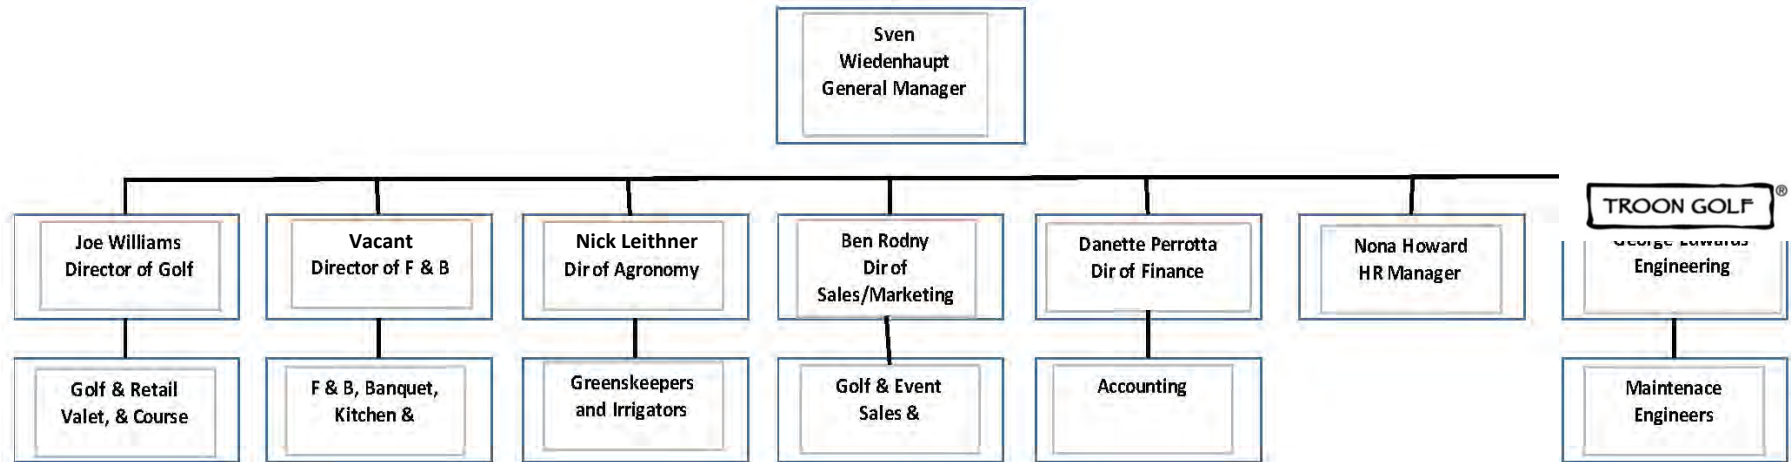 Sven
Wiedenhaupt
General Manager
TROON GOLF®
Joe Williams
Director of Golf
Vacant
Director of F & B
Nick Leithner
Dir of Agronomy
Ben Rodny
Dir of
Sales/Marketing
Danette Perrotta
Dir of Finance
Nona Howard
HR Manager
George Edwards
Engineering
Golf & Retail
Valet, & Course
F & B, Banquet,
Kitchen &
Greenskeepers
and Irrigators
Golf & Event
Sales &
Accounting
Maintenace
Engineers